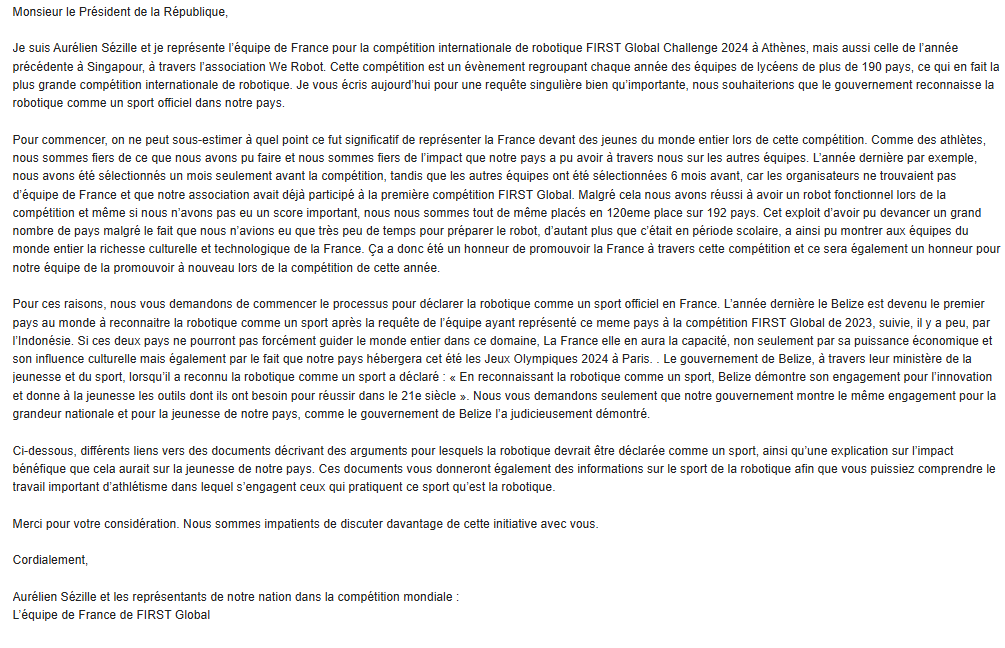 Monsieur le Président de la République,
Je suis Aurélien Sézille et je représente l'équipe de France pour la compétition internationale de robotique FIRST Global Challenge 2024 à Athènes, mais aussi celle de l'année
précédente à Singapour, à travers l'association We Robot. Cette compétition est un évènement regroupant chaque année des équipes de lycéens de plus de 190 pays, ce qui en fait la
plus grande compétition internationale de robotique. Je vous écris aujourd'hui pour une requête singulière bien qu'importante, nous souhaiterions que le gouvernement reconnaisse la
robotique comme un sport officiel dans notre pays.
Pour commencer, on ne peut sous-estimer à quel point ce fut significatif de représenter la France devant des jeunes du monde entier lors de cette compétition. Comme des athlètes,
nous sommes fiers de ce que nous avons pu faire et nous sommes fiers de l'impact que notre pays a pu avoir à travers nous sur les autres équipes. L'année dernière par exemple,
nous avons été sélectionnés un mois seulement avant la compétition, tandis que les autres équipes ont été sélectionnées 6 mois avant, car les organisateurs ne trouvaient pas
d'équipe de France et que notre association avait déjà participé à la première compétition FIRST Global. Malgré cela nous avons réussi à avoir un robot fonctionnel lors de la
compétition et même si nous n'avons pas eu un score important, nous nous sommes tout de même placés en 120eme place sur 192 pays. Cet exploit d'avoir pu devancer un grand
nombre de pays malgré le fait que nous n'avions eu que très peu de temps pour préparer le robot, d'autant plus que c'était en période scolaire, a ainsi pu montrer aux équipes du
monde entier la richesse culturelle et technologique de la France. Ça a donc été un honneur de promouvoir la France à travers cette compétition et ce sera également un honneur pour
notre équipe de la promouvoir à nouveau lors de la compétition de cette année.
Pour ces raisons, nous vous demandons de commencer le processus pour déclarer la robotique comme un sport officiel en France. L'année dernière le Belize est devenu le premier
pays au monde à reconnaitre la robotique comme un sport après la requête de l'équipe ayant représenté ce meme pays à la compétition FIRST Global de 2023, suivie, il y a peu, par
l'Indonésie. Si ces deux pays ne pourront pas forcément guider le monde entier dans ce domaine, La France elle en aura la capacité, non seulement par sa puissance économique et
son influence culturelle mais également par le fait que notre pays hébergera cet été les Jeux Olympiques 2024 à Paris. . Le gouvernement de Belize, à travers leur ministère de la
jeunesse et du sport, lorsqu'il a reconnu la robotique comme un sport a déclaré : « En reconnaissant la robotique comme un sport, Belize démontre son engagement pour l'innovation
et donne à la jeunesse les outils dont ils ont besoin pour réussir dans le 21e siècle ». Nous vous demandons seulement que notre gouvernement montre le même engagement pour la
grandeur nationale et pour la jeunesse de notre pays, comme le gouvernement de Belize l'a judicieusement démontré.
Ci-dessous, différents liens vers des documents décrivant des arguments pour lesquels la robotique devrait être déclarée comme un sport, ainsi qu'une explication sur l'impact
bénéfique que cela aurait sur la jeunesse de notre pays. Ces documents vous donneront également des informations sur le sport de la robotique afin que vous puissiez comprendre le
travail important d'athlétisme dans lequel s'engagent ceux qui pratiquent ce sport qu'est la robotique.
Merci pour votre considération. Nous sommes impatients de discuter davantage de cette initiative avec vous.
Cordialement,
Aurélien Sézille et les représentants de notre nation dans la compétition mondiale :
L'équipe de France de FIRST Global